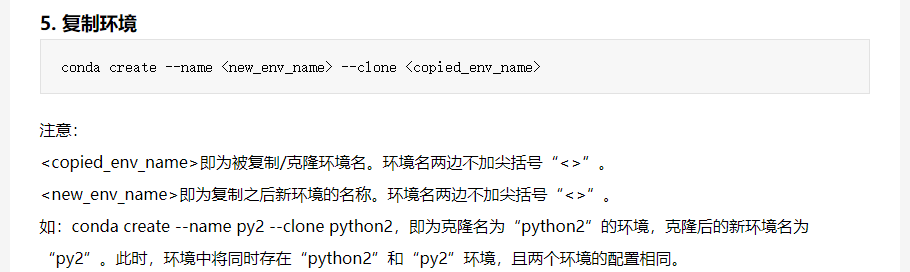 5. 复制环境
conda create --name <new_env_name> --clone <copied_env_name>
注意：
<copied_env_name>即为被复制/克隆环境名。环境名两边不加尖括号“<>”。
<new_env_name>即为复制之后新环境的名称。环境名两边不加尖括号“<>”。
如：conda create --name py2 --clone python2，即为克隆名为“python2“的环境，克隆后的新环境名为
“py2”。此时，环境中将同时存在“python2”和“py2”环境，且两个环境的配置相同。